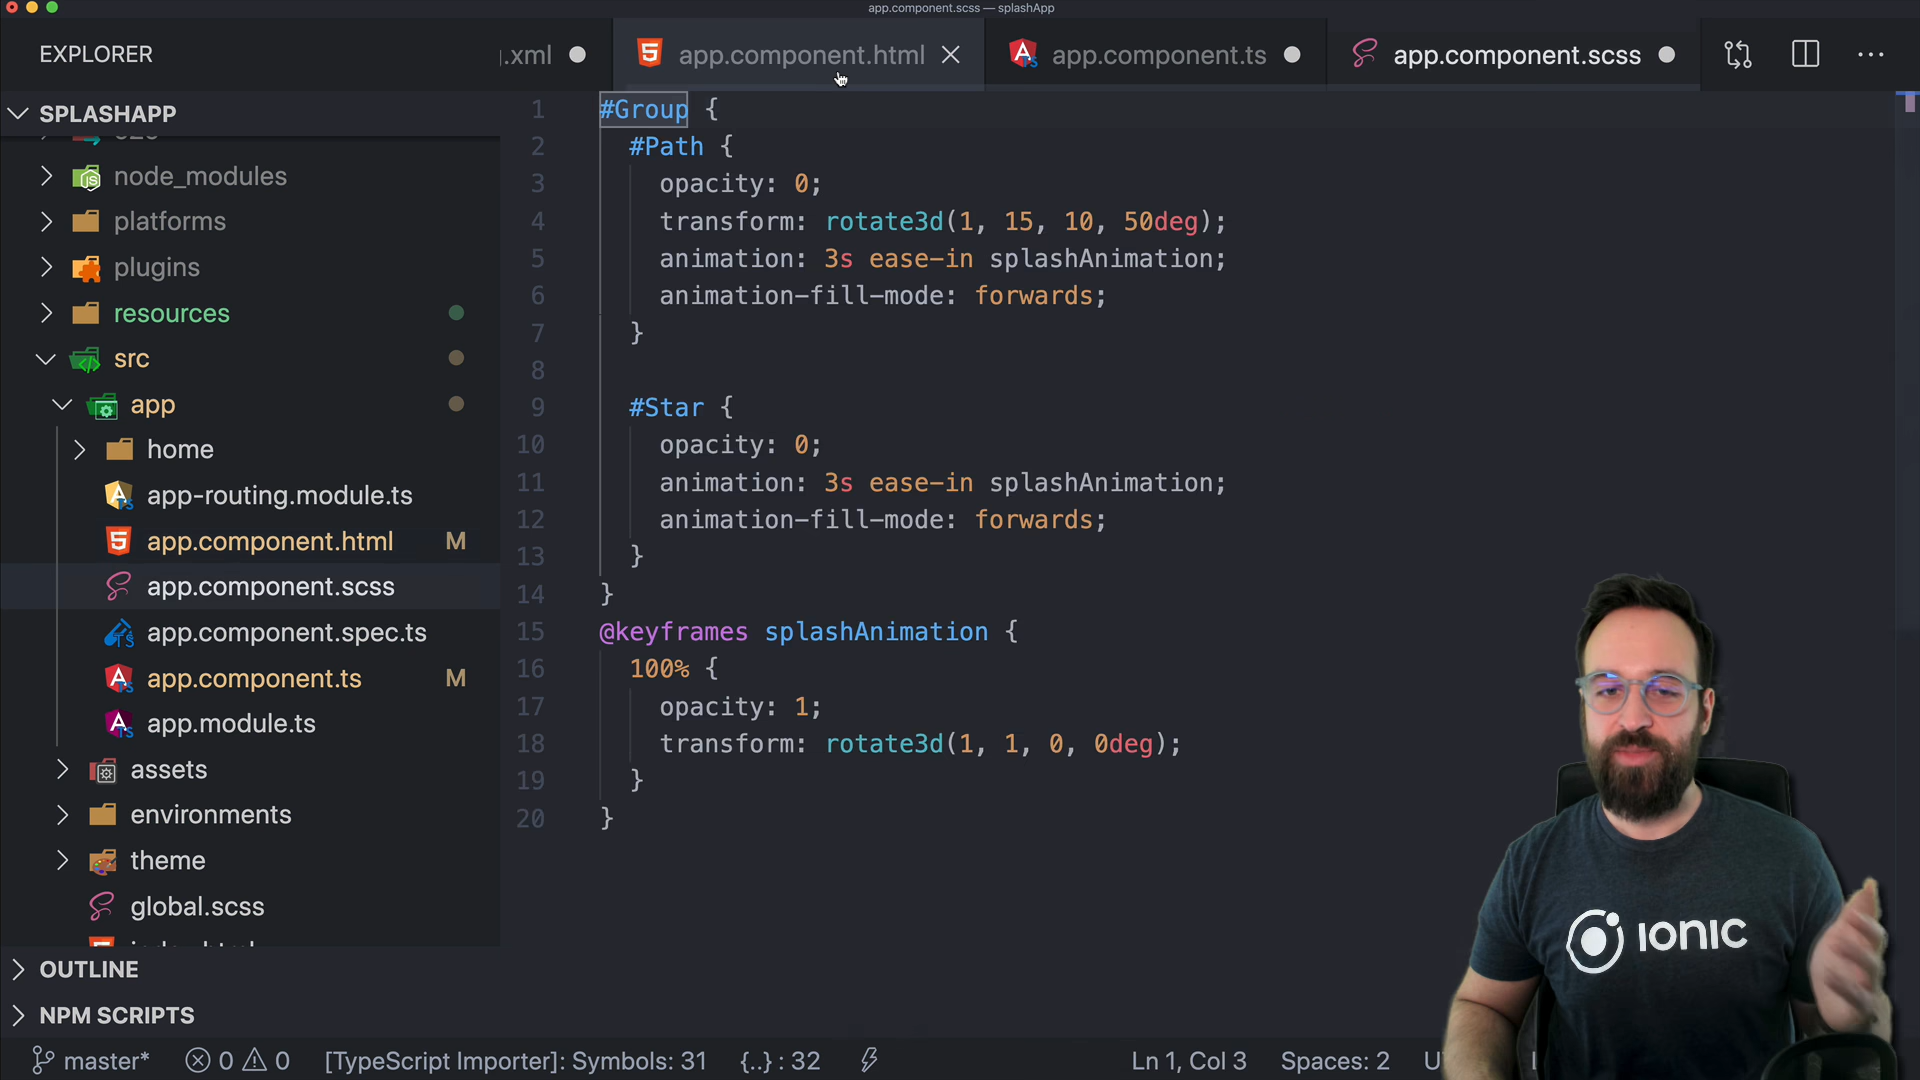 app.component.scss — splashApp
EXPLORER
.xml
app.component.html
app.component.ts
app.component.scss
SPLASHAPP
node_modules
platforms
plugins
resources
src
app
home
app-routing.module.ts
app.component.html M
app.component.scss
app.component.spec.ts
app.component.ts M
app.module.ts
assets
environments
theme
global.scss
OUTLINE
NPM SCRIPTS
1 #Group {
2 #Path {
3 opacity: 0;
4 transform: rotate3d(1, 15, 10, 50deg);
5 animation: 3s ease-in splashAnimation;
6 animation-fill-mode: forwards;
7 }
8
9 #Star {
10 opacity: 0;
11 animation: 3s ease-in splashAnimation;
12 animation-fill-mode: forwards;
13 }
14 }
15 @keyframes splashAnimation {
16 100% {
17 opacity: 1;
18 transform: rotate3d(1, 1, 0, 0deg);
19 }
20 }
IONIC
master* 0 0 [TypeScript Importer]: Symbols: 31 {..} : 32 Ln 1, Col 3 Spaces: 2